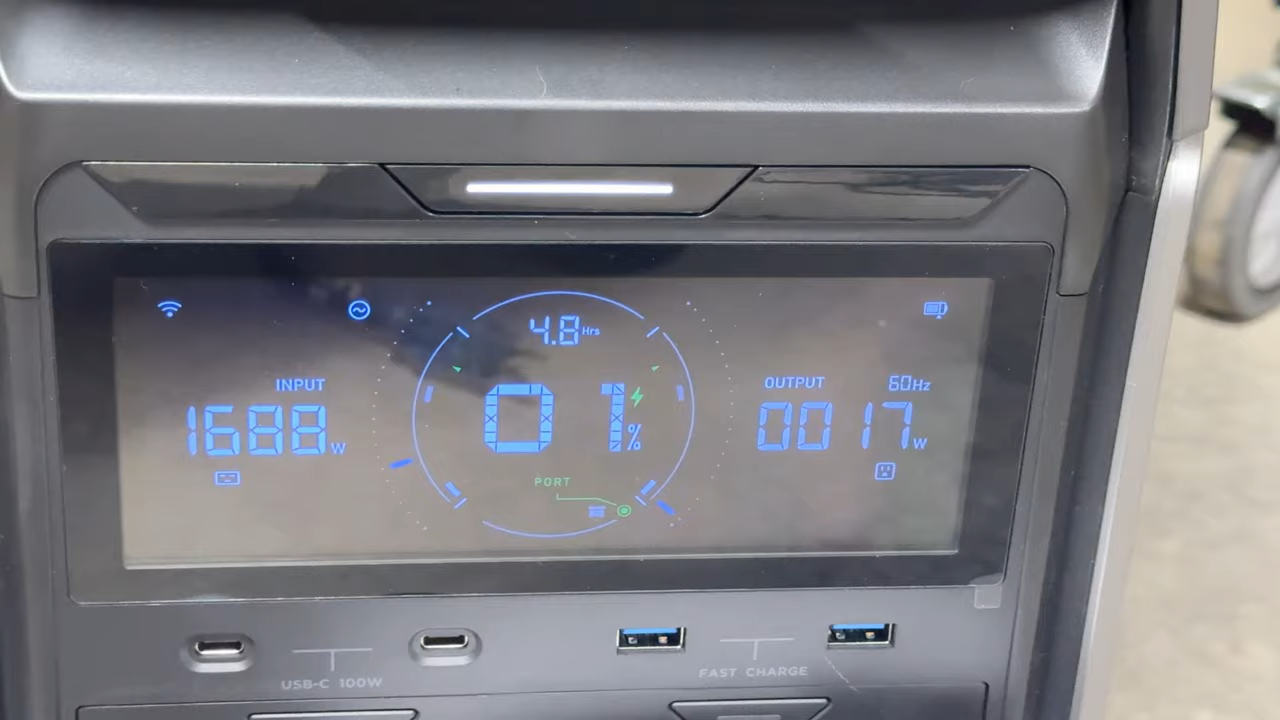 4.8Hrs
INPUT
OUTPUT 60Hz
1688W
01%
0017W
PORT
USB-C 100W
FAST CHARGE